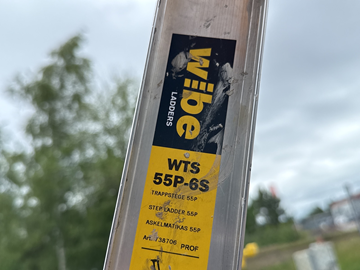 wibe
LADDERS
WTS
55P-6S
TRAPPSTEGE 55P
STEP LADDER 55P
ASKELMATIKAS 55P
Art. 738706 PROF